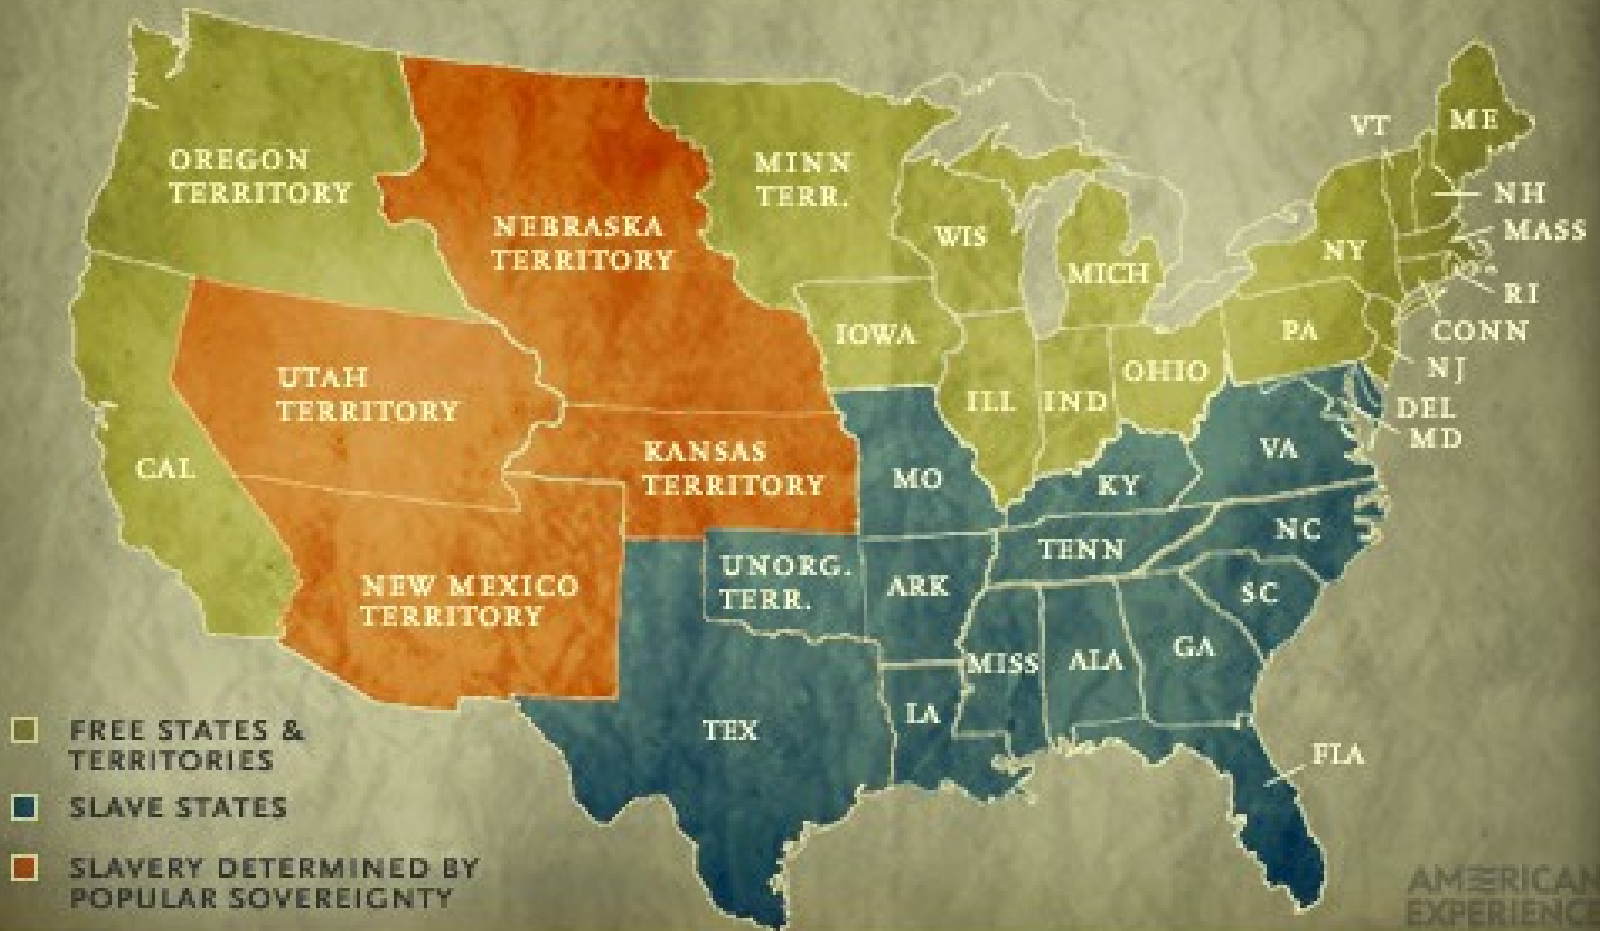 OREGON
TERRITORY
NEBRASKA
TERRITORY
MINN
TERR.
WIS
MICH
VT
ME
NH
MASS
NY
RI
CONN
PA
NJ
IOWA
UTAH
TERRITORY
ILL
IND
OHIO
DEL
MD
CAL
KANSAS
TERRITORY
MO
KY
VA
UNORG.
TERR.
TENN
NC
NEW MEXICO
TERRITORY
ARK
SC
MISS
ALA
GA
TEX
LA
FLA
FREE STATES &
TERRITORIES
SLAVE STATES
SLAVERY DETERMINED BY
POPULAR SOVEREIGNTY
AMERICAN
EXPERIENCE